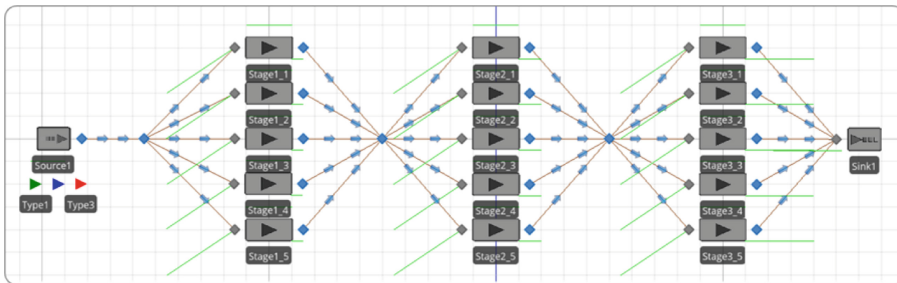 Stage1_1
Stage2_1
Stage3_1
Stage1_2
Stage2_2
Stage3_2
Source1
Stage1_3
Stage2_3
Stage3_3
Sink1
Type1
Type3
Stage1_4
Stage2_4
Stage3_4
Stage1_5
Stage2_5
Stage3_5